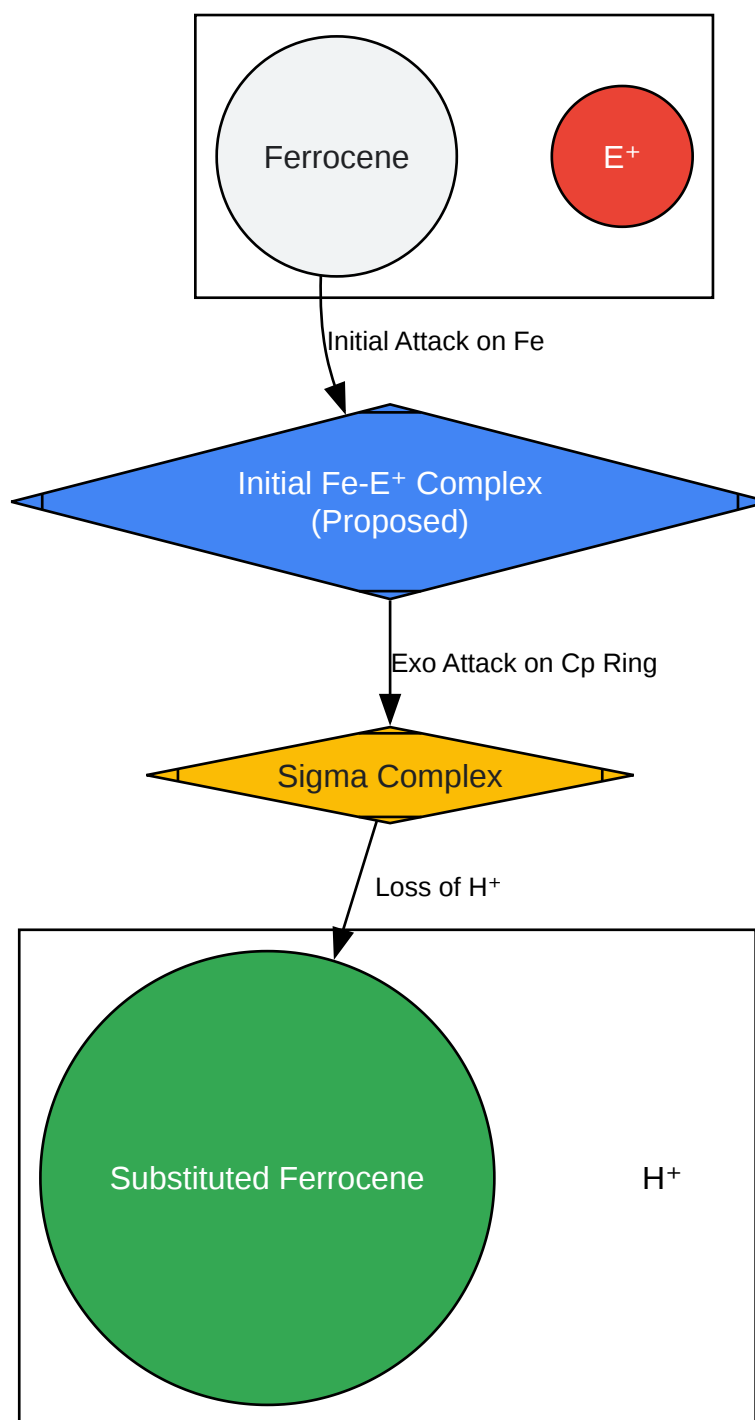 Ferrocene
E⁺
Initial Attack on Fe
Initial Fe-E⁺ Complex
(Proposed)
Exo Attack on Cp Ring
Sigma Complex
Loss of H⁺
Substituted Ferrocene
H⁺